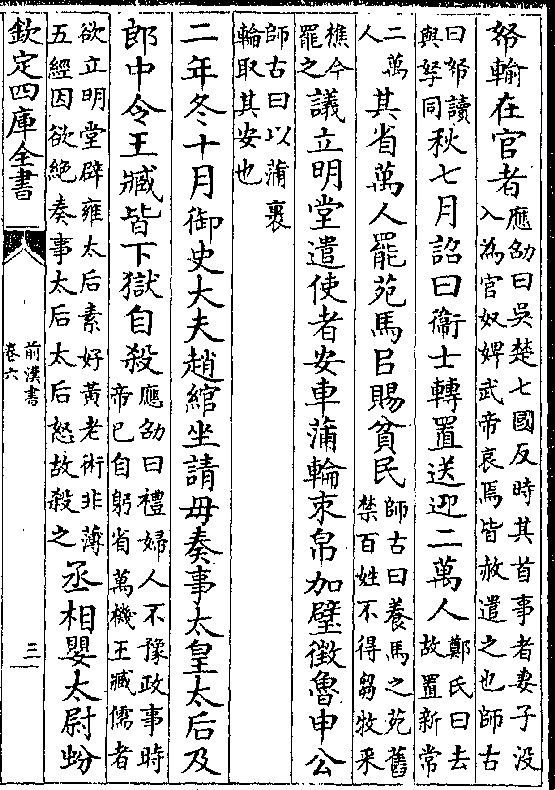 帑輸在官者應劭曰吳楚七國反時其首事者妻子没
入為官奴婢武帝哀焉皆赦遣之也師古
曰帑讀
與孥同秋七月詔曰衞士轉置送迎二萬人鄭氏曰去
故置新常
二萬
人其省萬人罷苑馬㠯賜貧民師古曰養馬之苑舊
禁百姓不得芻牧采
樵今
罷之議立明堂遣使者安車蒲輪束帛加璧徵魯申公
師古曰以蒲裹
輪取其安也
二年冬十月御史大夫趙綰坐請毋奏事太皇太后及
郎中令王臧皆下獄自殺應劭曰禮婦人不豫政事時
帝已自躬省萬機王臧儒者
欲立明堂辟雍太后素好黄老術非薄
五經因欲絶奏事太后太后怒故殺之丞相嬰太尉蚡
欽定四庫全書
前漢書
卷六
三